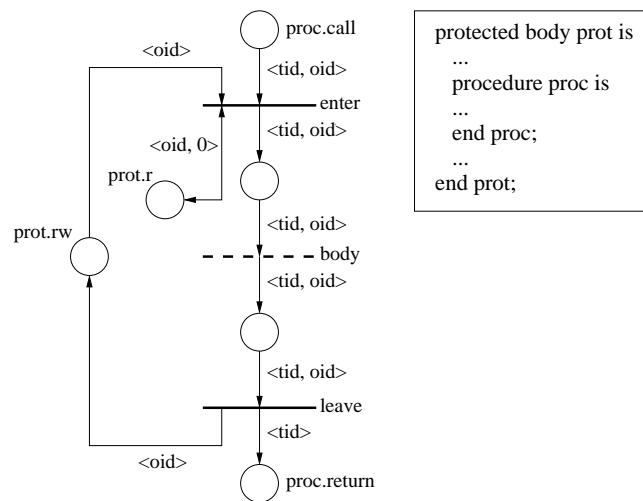 proc.call
<oid>
<tid, oid>
enter
<tid, oid>
<oid, 0>
prot.r
<tid, oid>
prot.rw
body
<tid, oid>
<tid, oid>
leave
<tid>
<oid>
proc.return
protected body prot is
...
procedure proc is
...
end proc;
...
end prot;